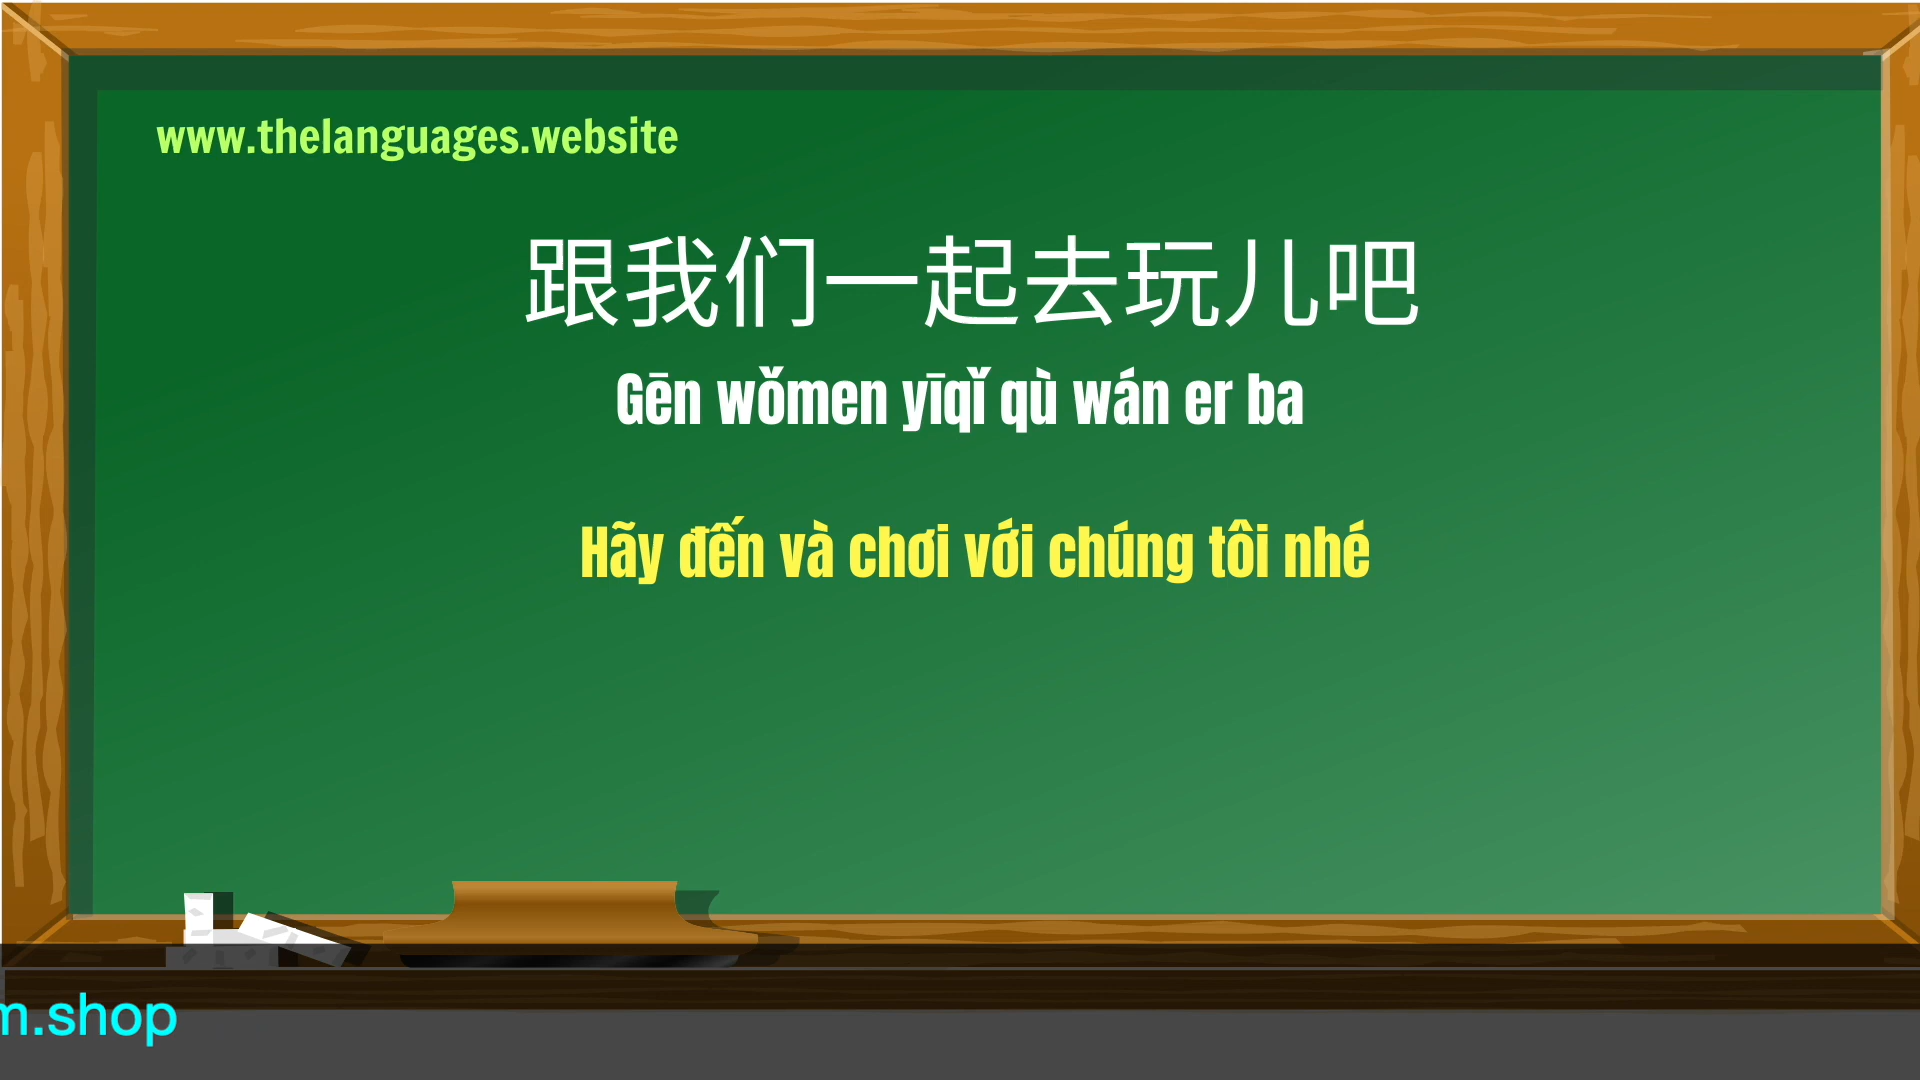 www.thelanguages.website
跟我们一起去玩儿吧
Gēn wǒmen yīqǐ qù wán er ba
Hãy đến và chơi với chúng tôi nhé
m.shop